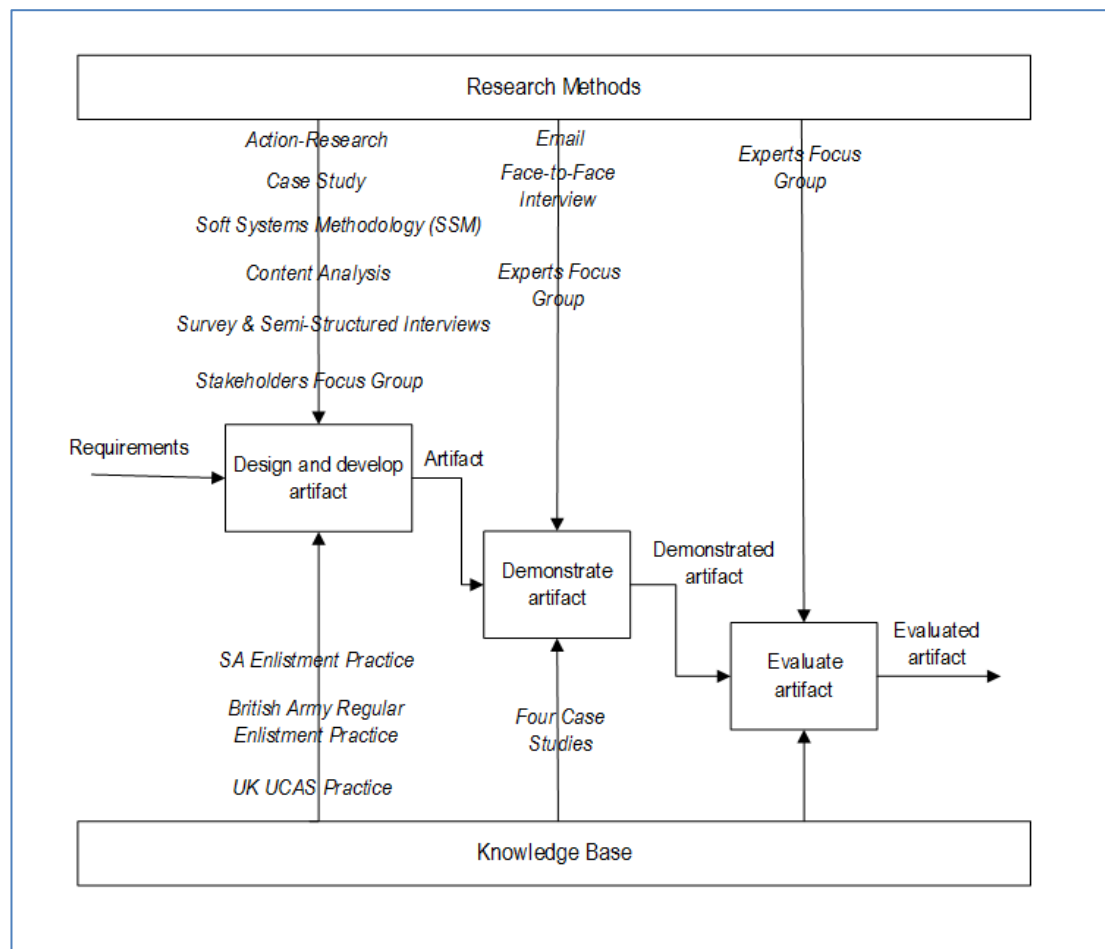 Research Methods
Action-Research
Case Study
Soft Systems Methodology (SSM)
Content Analysis
Survey & Semi-Structured Interviews
Stakeholders Focus Group
Email
Face-to-Face
Interview
Experts Focus
Group
Experts Focus
Group
Requirements
Design and develop
artifact
Artifact
Demonstrate
artifact
Demonstrated
artifact
Evaluate
artifact
Evaluated
artifact
SA Enlistment Practice
British Army Regular
Enlistment Practice
UK UCAS Practice
Four Case
Studies
Knowledge Base